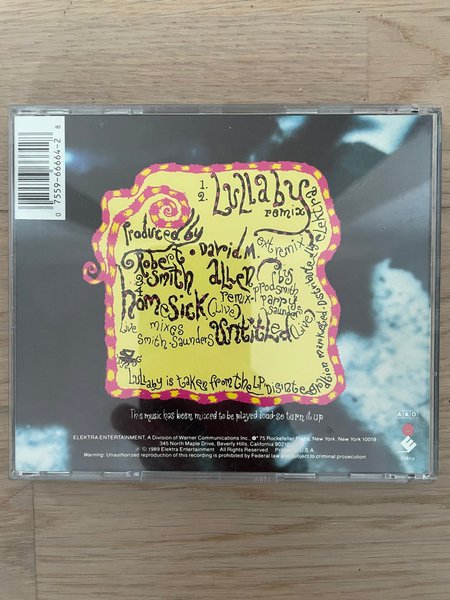 0 7559-66664-2 8
1. Lullaby
2. remix
Produced by
Robert • David M.
Smith Allen
ext remix
Homesick (Live)
remix-
by
prodsmith
parry
saunders
Live mixes
Smith-Saunders
Untitled (Live)
Lullaby is taken from the LP Disintegration marketed
This music has been mixed to be played loud-so turn it up
AAD
ELEKTRA ENTERTAINMENT, A Division of Warner Communications Inc., 75 Rockefeller Plaza, New York, New York 10019
345 North Maple Drive, Beverly Hills, California 90210
© 1989 Elektra Entertainment All Rights Reserved. Printed in U.S.A.
Warning: Unauthorized reproduction of this recording is prohibited by Federal law and subject to criminal prosecution.
Elektra